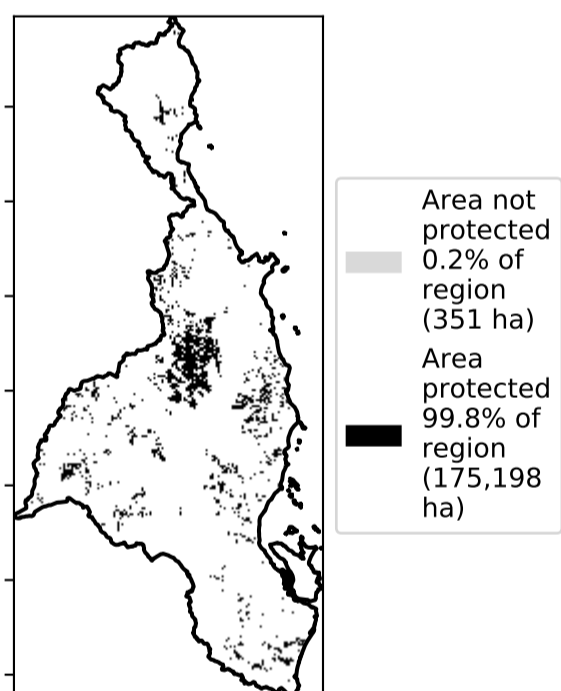 Area not
protected
0.2% of
region
(351 ha)
Area
protected
99.8% of
region
(175,198
ha)